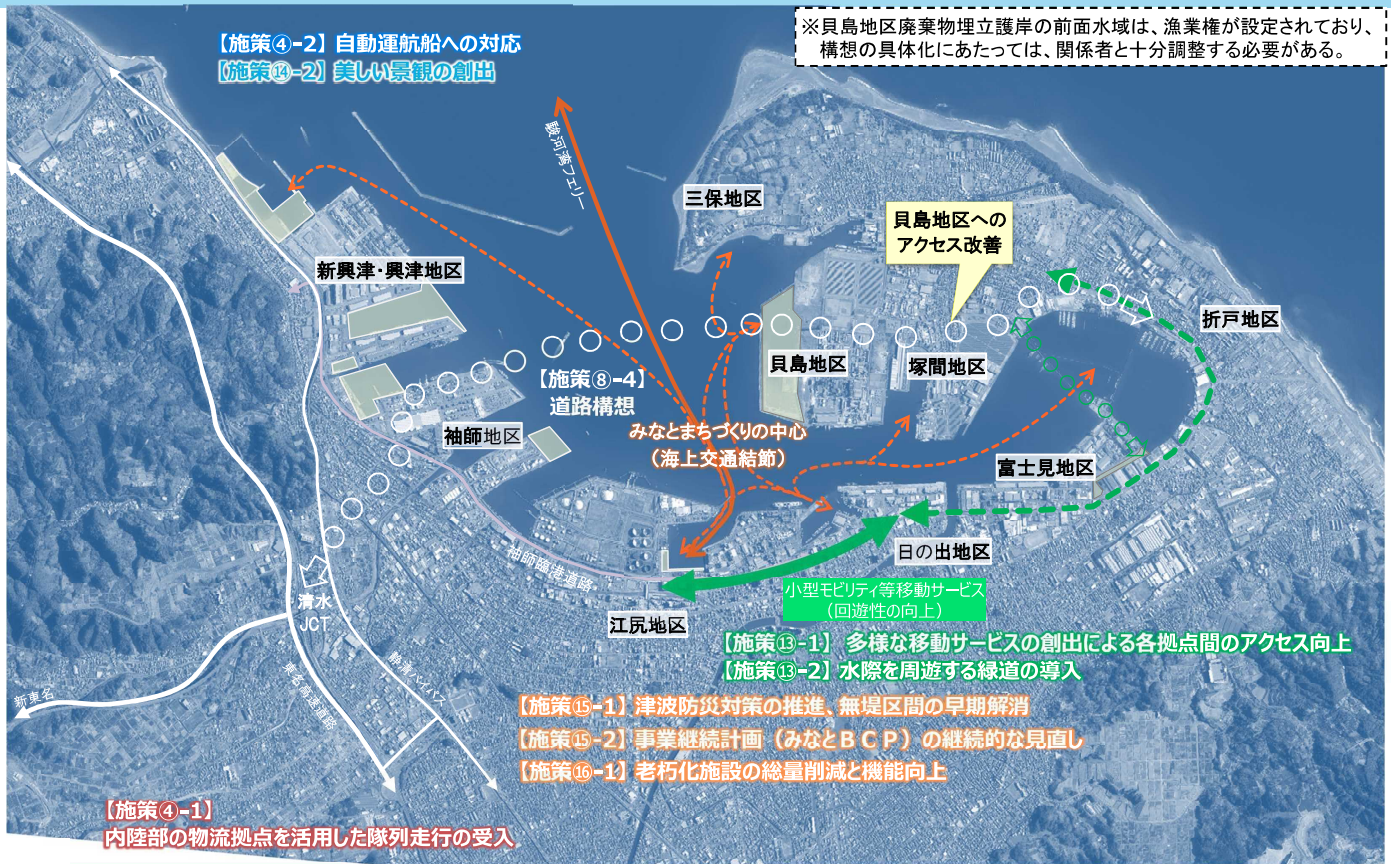 ※貝島地区廃棄物埋立護岸の前面水域は、漁業権が設定されており、
構想の具体化にあたっては、関係者と十分調整する必要がある。
【施策④-2】自動運航船への対応
【施策⑭-2】美しい景観の創出
駿河湾フェリー
三保地区
貝島地区への
アクセス改善
新興津・興津地区
折戸地区
貝島地区
塚間地区
【施策⑧-4】
道路構想
袖師地区
みなとまちづくりの中心
（海上交通結節）
富士見地区
日の出地区
袖師臨港道路
小型モビリティ等移動サービス
（回遊性の向上）
清水
JCT
江尻地区
【施策⑬-1】 多様な移動サービスの創出による各拠点間のアクセス向上
【施策⑬-2】水際を周遊する緑道の導入
新東名
東名高速道路
静清バイパス
【施策⑮-1】津波防災対策の推進、無堤区間の早期解消
【施策⑮-2】事業継続計画（みなとＢＣＰ）の継続的な見直し
【施策⑯-1】老朽化施設の総量削減と機能向上
【施策④-1】
内陸部の物流拠点を活用した隊列走行の受入